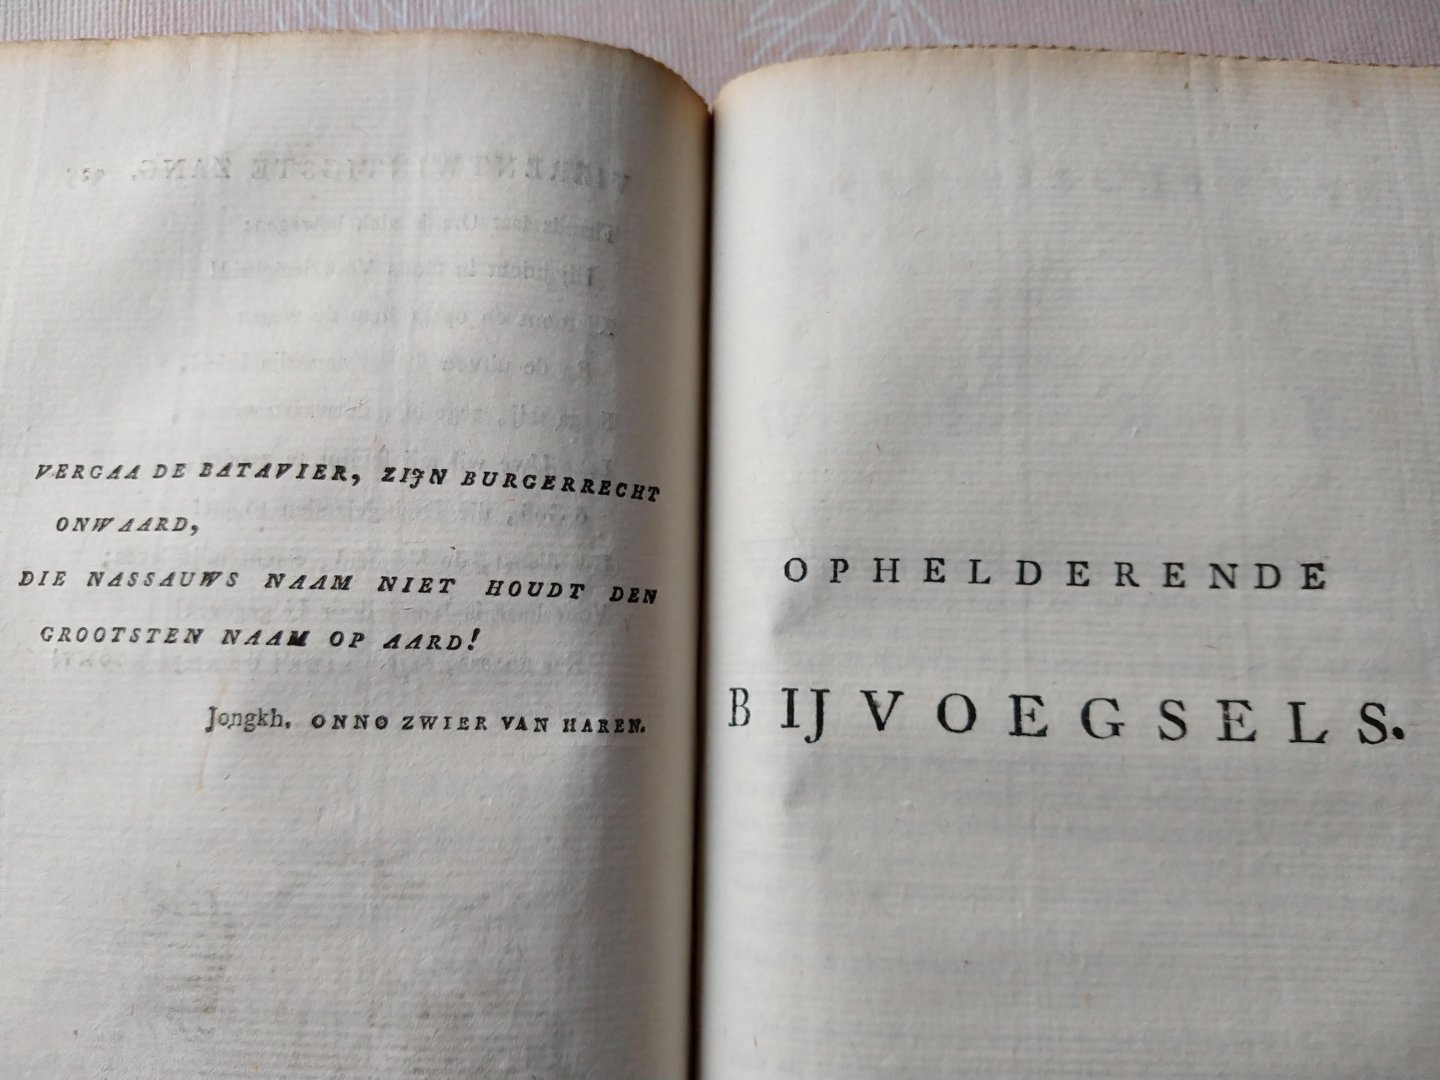 VERGAA DE BATAVIER, ZIJN BURGERRECHT
ONWAARD,
DIE NASSAUWS NAAM NIET HOUDT DEN
GROOTSTEN NAAM OP AARD!
Jongkh. ONNO ZWIER VAN HAREN.
OPHELDERENDE
BIJVOEGSELS.